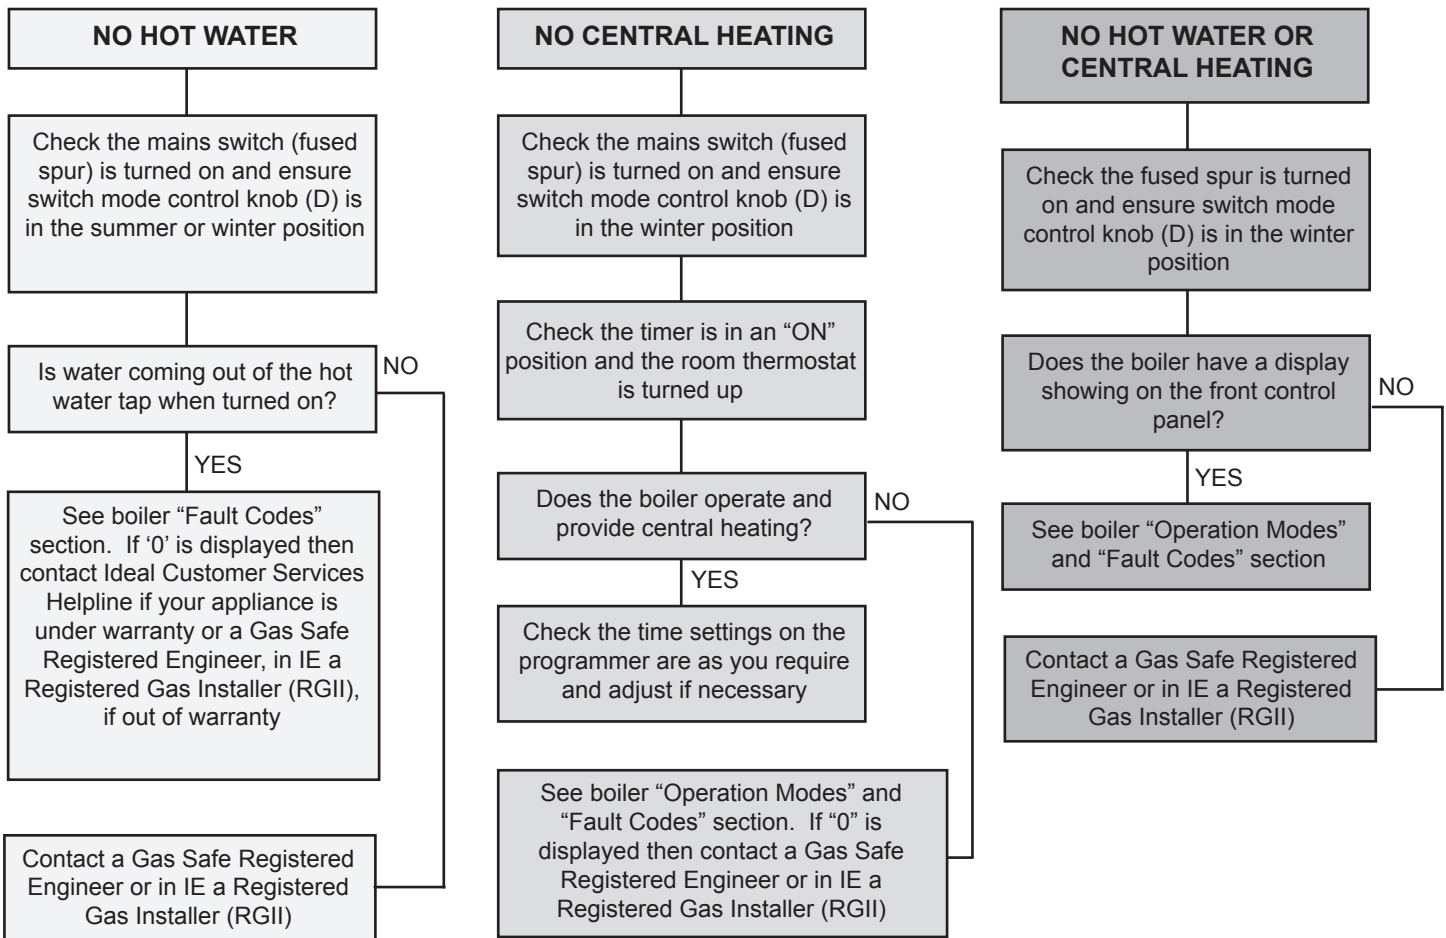 NO HOT WATER
Check the mains switch (fused
spur) is turned on and ensure
switch mode control knob (D) is
in the summer or winter position
Is water coming out of the hot
water tap when turned on?
NO
YES
See boiler “Fault Codes”
section. If ‘0’ is displayed then
contact Ideal Customer Services
Helpline if your appliance is
under warranty or a Gas Safe
Registered Engineer, in IE a
Registered Gas Installer (RGII),
if out of warranty
Contact a Gas Safe Registered
Engineer or in IE a Registered
Gas Installer (RGII)
NO CENTRAL HEATING
Check the mains switch (fused
spur) is turned on and ensure
switch mode control knob (D) is
in the winter position
Check the timer is in an “ON”
position and the room thermostat
is turned up
Does the boiler operate and
provide central heating?
NO
YES
Check the time settings on the
programmer are as you require
and adjust if necessary
See boiler “Operation Modes” and
“Fault Codes” section. If “0” is
displayed then contact a Gas Safe
Registered Engineer or in IE a
Registered Gas Installer (RGII)
NO HOT WATER OR
CENTRAL HEATING
Check the fused spur is turned
on and ensure switch mode
control knob (D) is in the winter
position
Does the boiler have a display
showing on the front control
panel?
NO
YES
See boiler “Operation Modes”
and “Fault Codes” section
Contact a Gas Safe Registered
Engineer or in IE a Registered
Gas Installer (RGII)